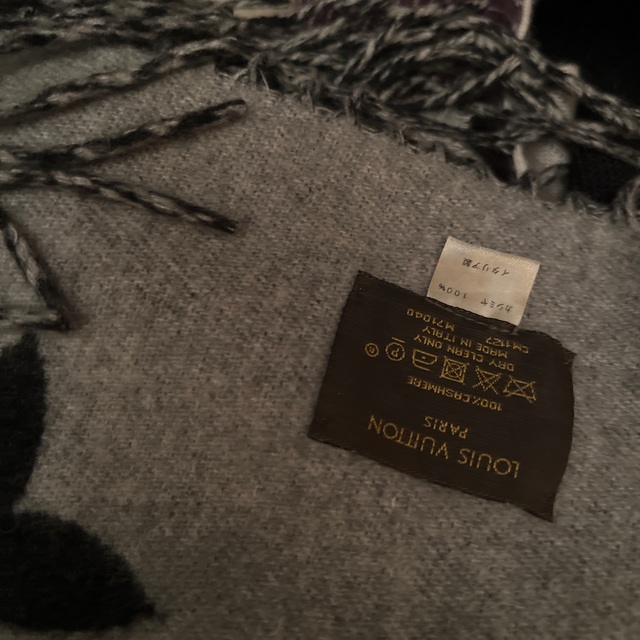 LOUIS VUITTON
PARIS
100%CASHMERE
DRY CLEAN ONLY
MADE IN ITALY
M71040
カシミヤ 100%
イタリア製